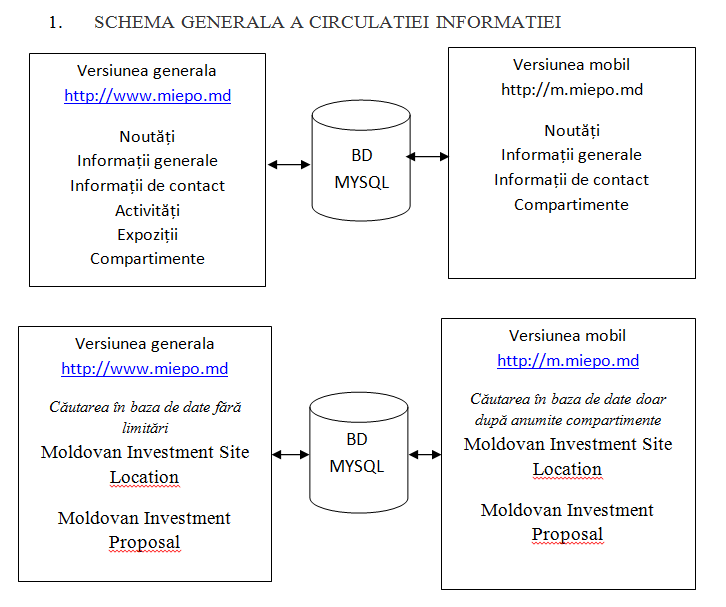 1. SCHEMA GENERALA A CIRCULATIEI INFORMATIEI
Versiunea generala
http://www.miepo.md
Noutăți
Informații generale
Informații de contact
Activități
Expoziții
Compartimente
BD
MYSQL
Versiunea mobil
http://m.miepo.md
Noutăți
Informații generale
Informații de contact
Compartimente
Versiunea generala
http://www.miepo.md
Căutarea în baza de date fără
limitări
Moldovan Investment Site
Location
Moldovan Investment
Proposal
BD
MYSQL
Versiunea mobil
http://m.miepo.md
Căutarea în baza de date doar
după anumite compartimente
Moldovan Investment Site
Location
Moldovan Investment
Proposal